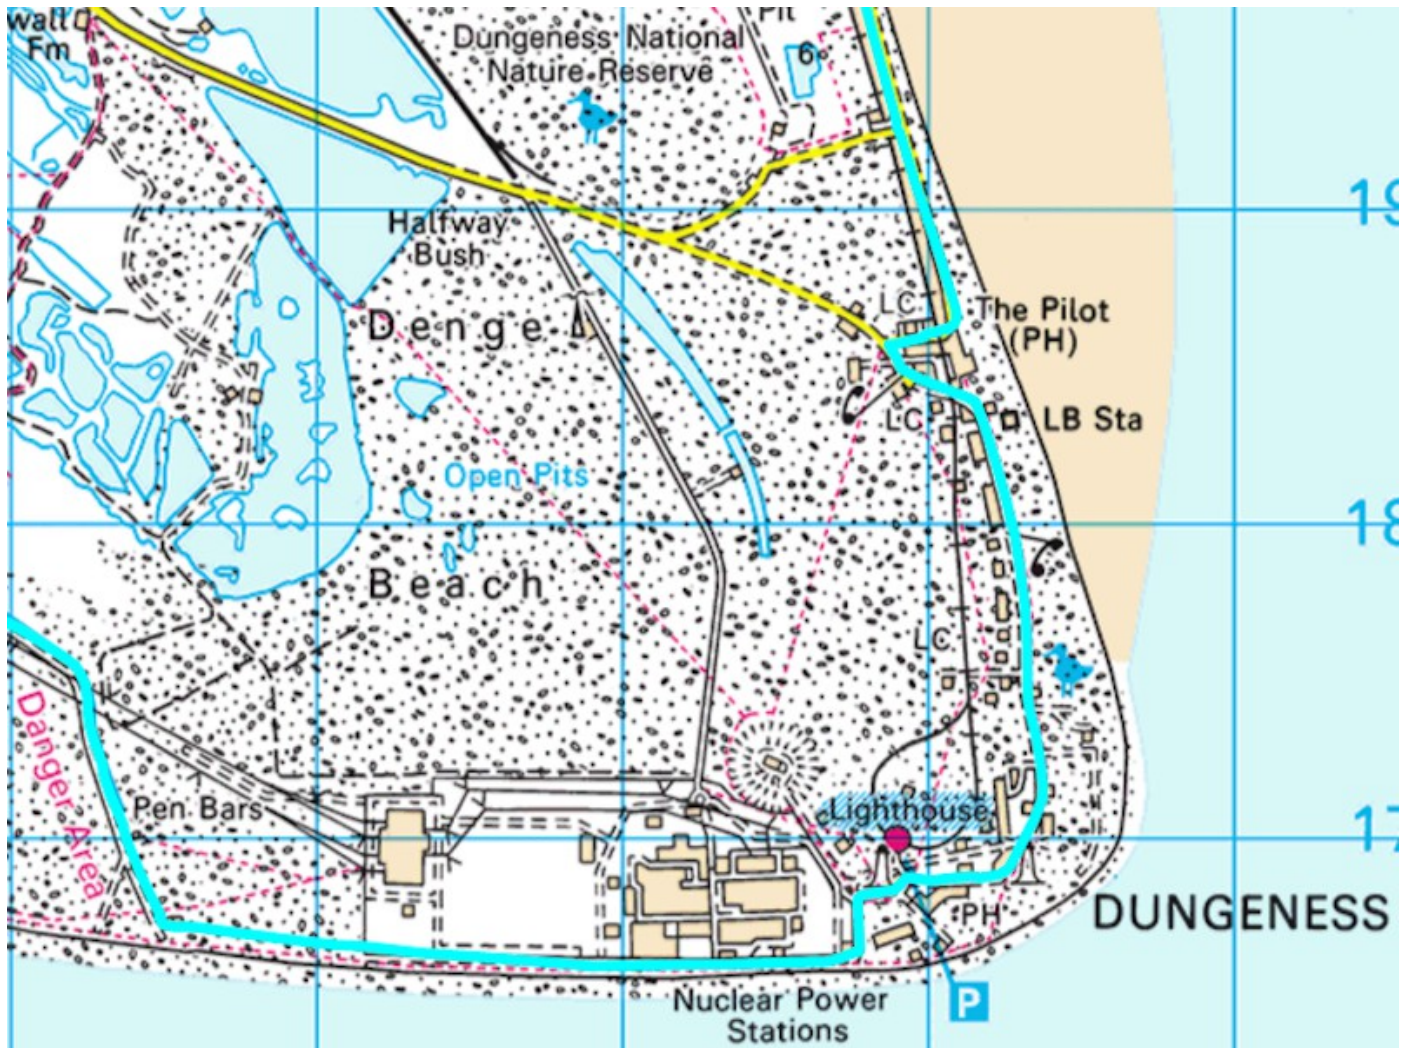 wall
Fm
Dungeness National
Nature Reserve
Pit
6
19
Halfway
Bush
LC
The Pilot
(PH)
Denge
LC
LB Sta
Open Pits
18
Beach
LC
Danger Area
Pen Bars
Lighthouse
17
PH
DUNGENESS
P
Nuclear Power
Stations